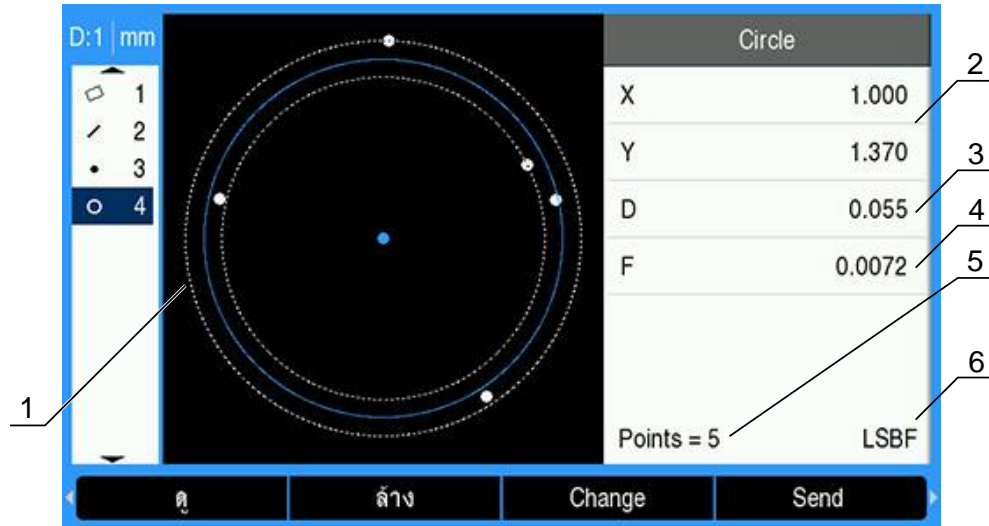 D:1 mm
Circle
1
2
3
4
X 1.000
Y 1.370
D 0.055
F 0.0072
Points = 5 LSBF
ดู ล้าง Change Send
1
2
3
4
5
6